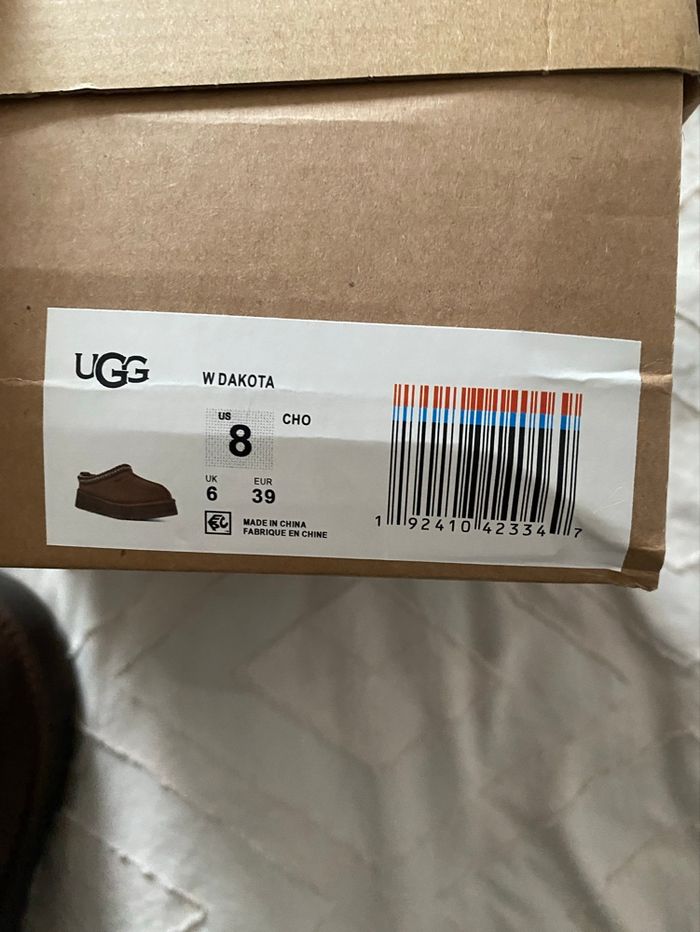 UGG
W DAKOTA
US
8
CHO
UK EUR
6 39
MADE IN CHINA
FABRIQUE EN CHINE
1 92410 42334 7